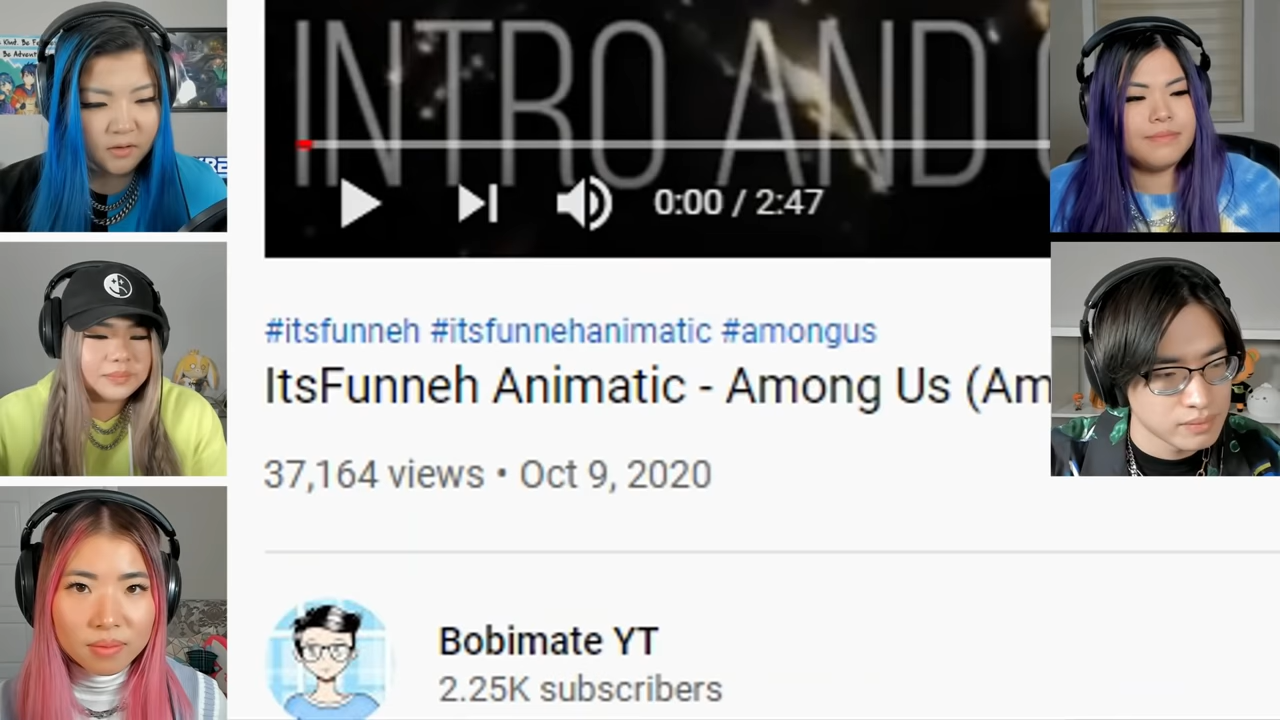 INTRO AND
0:00 / 2:47
#itsfunneh #itsfunnehanimatic #amongus
ItsFunneh Animatic - Among Us (Am
37,164 views • Oct 9, 2020
Bobimate YT
2.25K subscribers